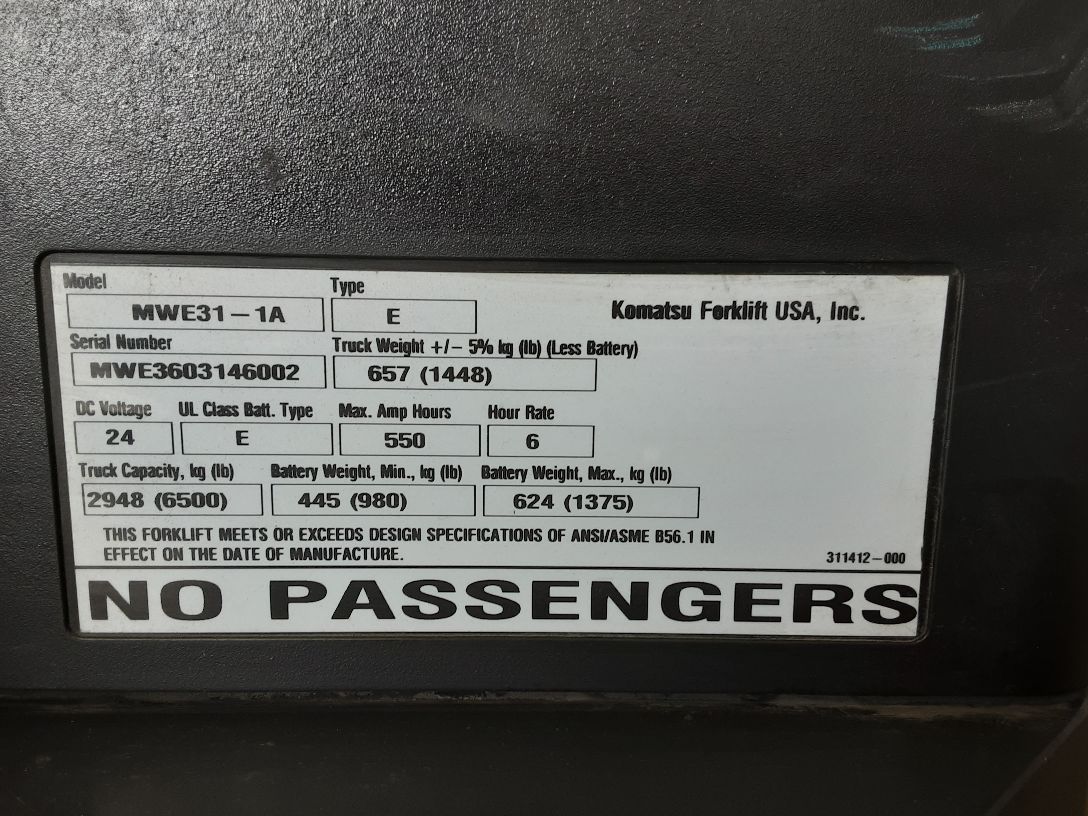 Model Type
MWE31-1A E Komatsu Forklift USA, Inc.
Serial Number Truck Weight +/- 5% kg (lb) (Less Battery)
MWE3603146002 657 (1448)
DC Voltage UL Class Batt. Type Max. Amp Hours Hour Rate
24 E 550 6
Truck Capacity, kg (lb) Battery Weight, Min., kg (lb) Battery Weight, Max., kg (lb)
2948 (6500) 445 (980) 624 (1375)
THIS FORKLIFT MEETS OR EXCEEDS DESIGN SPECIFICATIONS OF ANSI/ASME B56.1 IN
EFFECT ON THE DATE OF MANUFACTURE. 311412-000
NO PASSENGERS